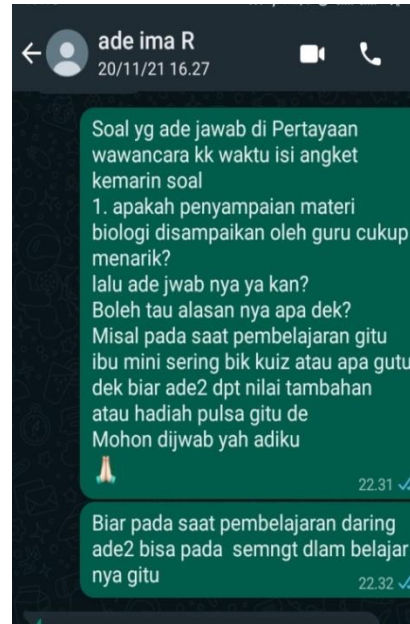 ade ima R
20/11/21 16.27
Soal yg ade jawab di Pertayaan
wawancara kk waktu isi angket
kemarin soal
1. apakah penyampaian materi
biologi disampaikan oleh guru cukup
menarik?
lalu ade jwab nya ya kan?
Boleh tau alasan nya apa dek?
Misal pada saat pembelajaran gitu
ibu mini sering bik kuiz atau apa gutu
dek biar ade2 dpt nilai tambahan
atau hadiah pulsa gitu de
Mohon dijwab yah adiku
🙏
22.31
Biar pada saat pembelajaran daring
ade2 bisa pada semngt dlam belajar
nya gitu
22.32